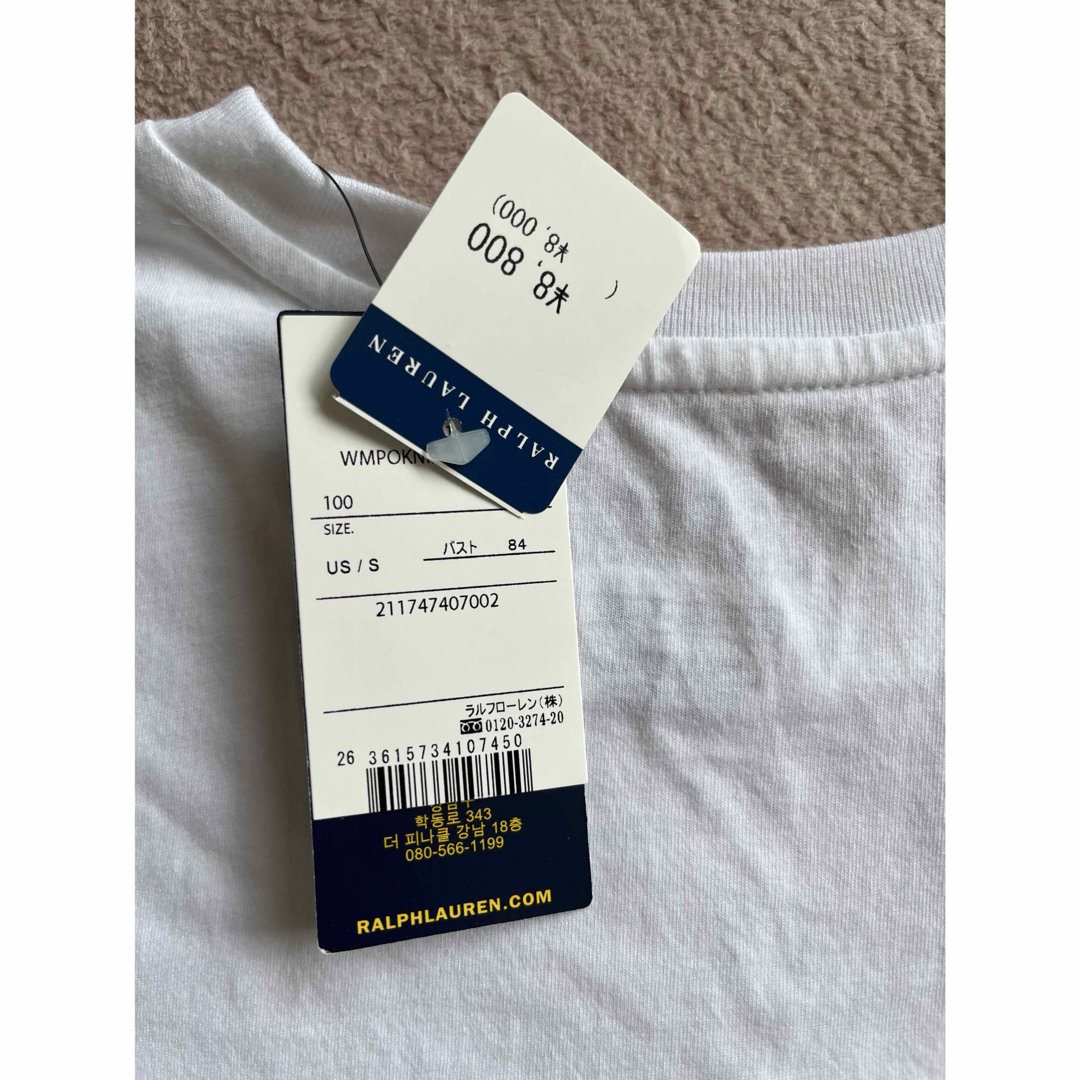 ¥8, 800
(¥8, 000)
RALPH LAUREN
100
SIZE.
US / S
バスト 84
211747407002
ラルフローレン(株)
0120-3274-20
26 3615734107450
학동로 343
더 피나클 강남 18층
080-566-1199
RALPHLAUREN.COM